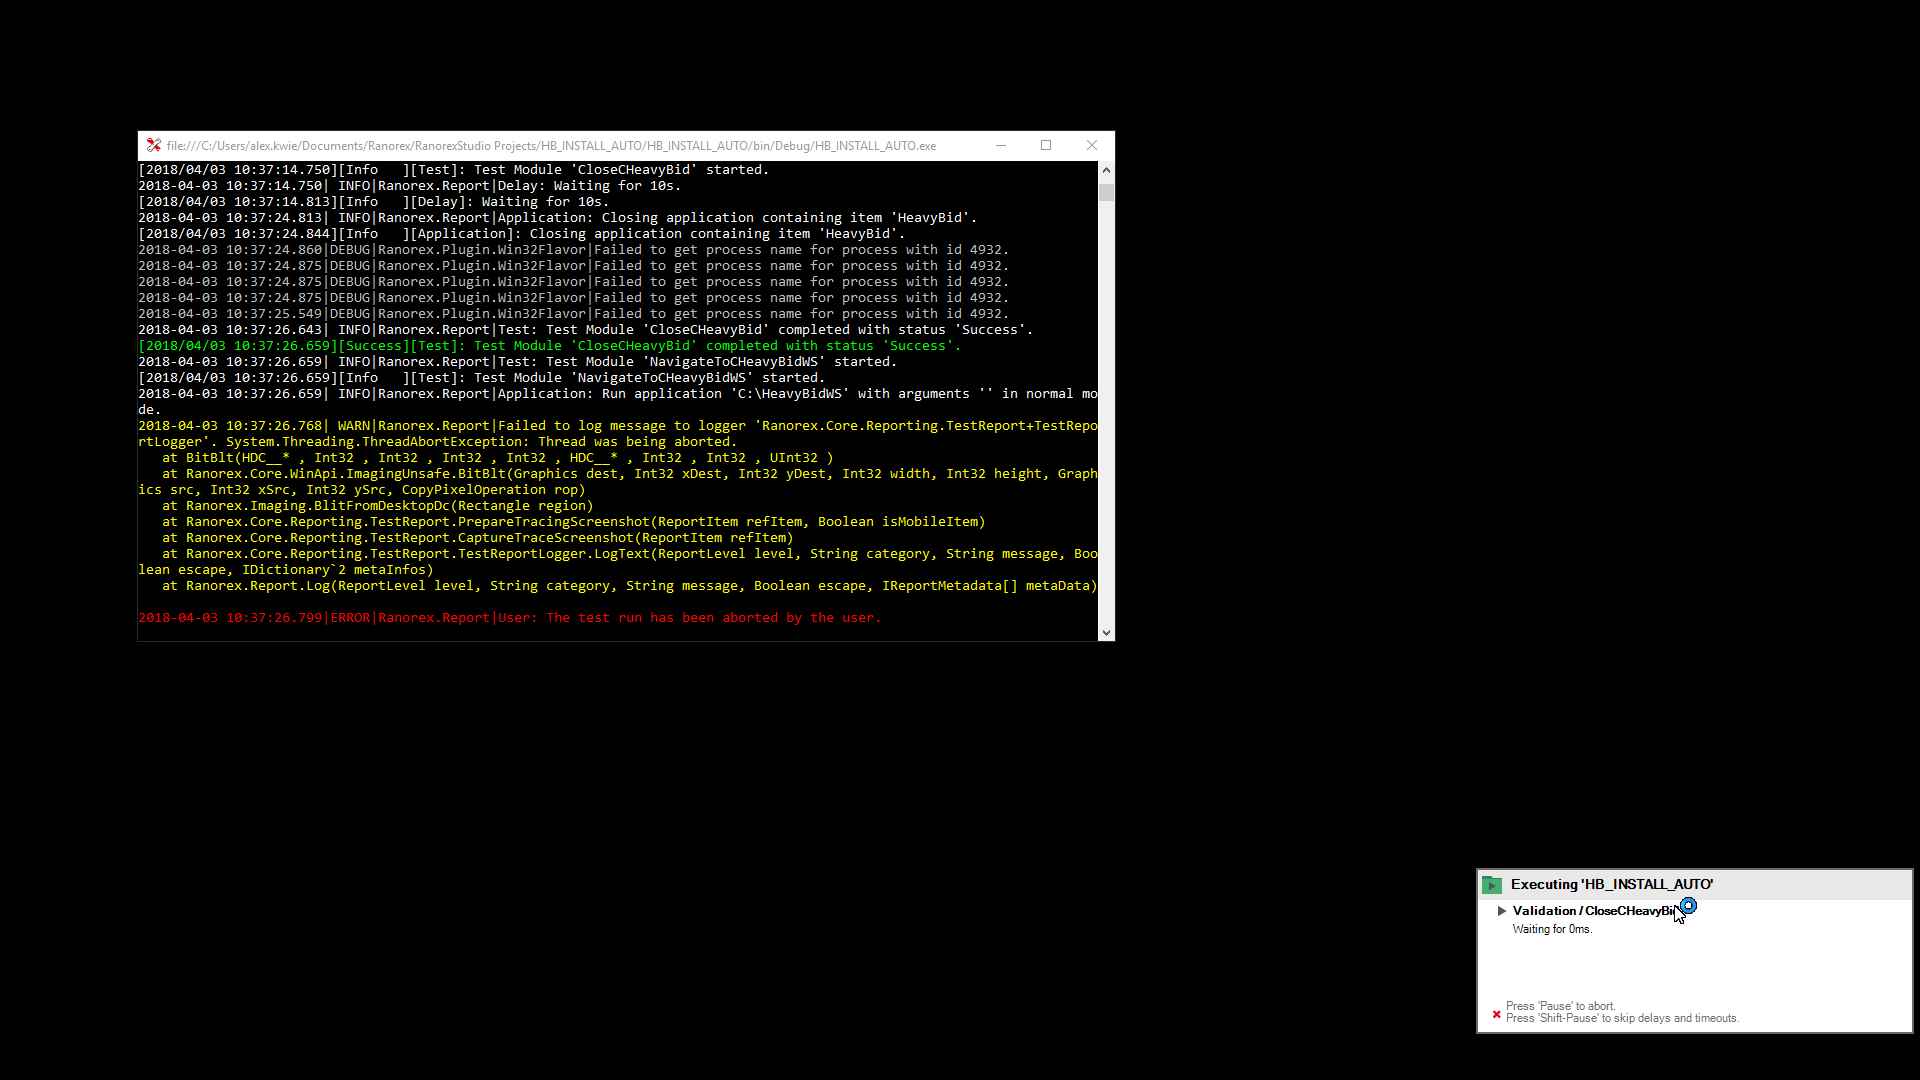 file:///C:/Users/alex.kwie/Documents/Ranorex/RanorexStudio Projects/HB_INSTALL_AUTO/HB_INSTALL_AUTO/bin/Debug/HB_INSTALL_AUTO.exe
[2018/04/03 10:37:14.750][Info   ][Test]: Test Module 'CloseCHeavyBid' started.
2018-04-03 10:37:14.750| INFO|Ranorex.Report|Delay: Waiting for 10s.
[2018/04/03 10:37:14.813][Info   ][Delay]: Waiting for 10s.
2018-04-03 10:37:24.813| INFO|Ranorex.Report|Application: Closing application containing item 'HeavyBid'.
[2018/04/03 10:37:24.844][Info   ][Application]: Closing application containing item 'HeavyBid'.
2018-04-03 10:37:24.860|DEBUG|Ranorex.Plugin.Win32Flavor|Failed to get process name for process with id 4932.
2018-04-03 10:37:24.875|DEBUG|Ranorex.Plugin.Win32Flavor|Failed to get process name for process with id 4932.
2018-04-03 10:37:24.875|DEBUG|Ranorex.Plugin.Win32Flavor|Failed to get process name for process with id 4932.
2018-04-03 10:37:24.875|DEBUG|Ranorex.Plugin.Win32Flavor|Failed to get process name for process with id 4932.
2018-04-03 10:37:25.549|DEBUG|Ranorex.Plugin.Win32Flavor|Failed to get process name for process with id 4932.
2018-04-03 10:37:26.643| INFO|Ranorex.Report|Test: Test Module 'CloseCHeavyBid' completed with status 'Success'.
[2018/04/03 10:37:26.659][Success][Test]: Test Module 'CloseCHeavyBid' completed with status 'Success'.
2018-04-03 10:37:26.659| INFO|Ranorex.Report|Test: Test Module 'NavigateToCHeavyBidWS' started.
[2018/04/03 10:37:26.659][Info   ][Test]: Test Module 'NavigateToCHeavyBidWS' started.
2018-04-03 10:37:26.659| INFO|Ranorex.Report|Application: Run application 'C:\HeavyBidWS' with arguments '' in normal mo
de.
2018-04-03 10:37:26.768| WARN|Ranorex.Report|Failed to log message to logger 'Ranorex.Core.Reporting.TestReport+TestRepo
rtLogger'. System.Threading.ThreadAbortException: Thread was being aborted.
   at BitBlt(HDC__* , Int32 , Int32 , Int32 , Int32 , HDC__* , Int32 , Int32 , UInt32 )
   at Ranorex.Core.WinApi.ImagingUnsafe.BitBlt(Graphics dest, Int32 xDest, Int32 yDest, Int32 width, Int32 height, Graph
ics src, Int32 xSrc, Int32 ySrc, CopyPixelOperation rop)
   at Ranorex.Imaging.BlitFromDesktopDc(Rectangle region)
   at Ranorex.Core.Reporting.TestReport.PrepareTracingScreenshot(ReportItem refItem, Boolean isMobileItem)
   at Ranorex.Core.Reporting.TestReport.CaptureTraceScreenshot(ReportItem refItem)
   at Ranorex.Core.Reporting.TestReport.TestReportLogger.LogText(ReportLevel level, String category, String message, Boo
lean escape, IDictionary`2 metaInfos)
   at Ranorex.Report.Log(ReportLevel level, String category, String message, Boolean escape, IReportMetadata[] metaData)
2018-04-03 10:37:26.799|ERROR|Ranorex.Report|User: The test run has been aborted by the user.
Executing 'HB_INSTALL_AUTO'
Validation / CloseCHeavyBid
Waiting for 0ms.
Press 'Pause' to abort.
Press 'Shift-Pause' to skip delays and timeouts.